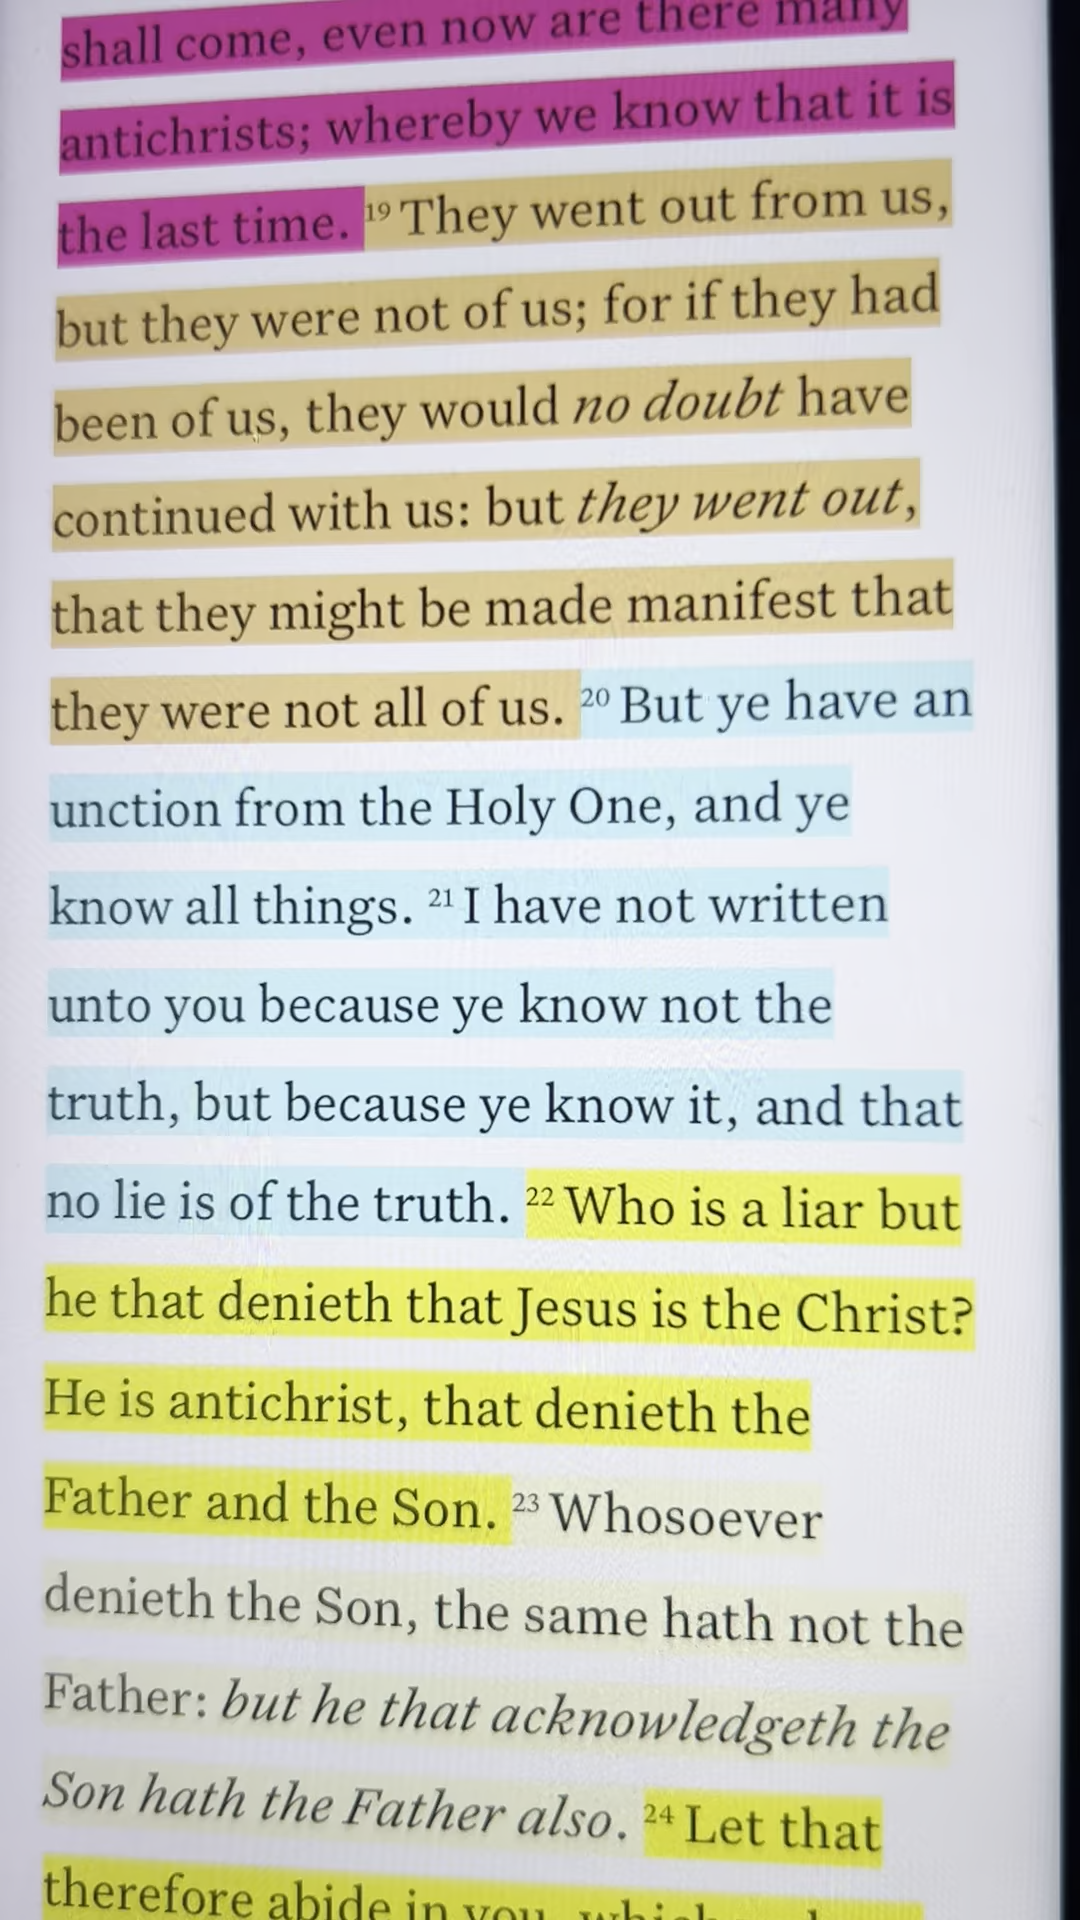 shall come, even now are there many
antichrists; whereby we know that it is
the last time. 19 They went out from us,
but they were not of us; for if they had
been of us, they would no doubt have
continued with us: but they went out,
that they might be made manifest that
they were not all of us. 20 But ye have an
unction from the Holy One, and ye
know all things. 21 I have not written
unto you because ye know not the
truth, but because ye know it, and that
no lie is of the truth. 22 Who is a liar but
he that denieth that Jesus is the Christ?
He is antichrist, that denieth the
Father and the Son. 23 Whosoever
denieth the Son, the same hath not the
Father: but he that acknowledgeth the
Son hath the Father also. 24 Let that
therefore abide in you, which